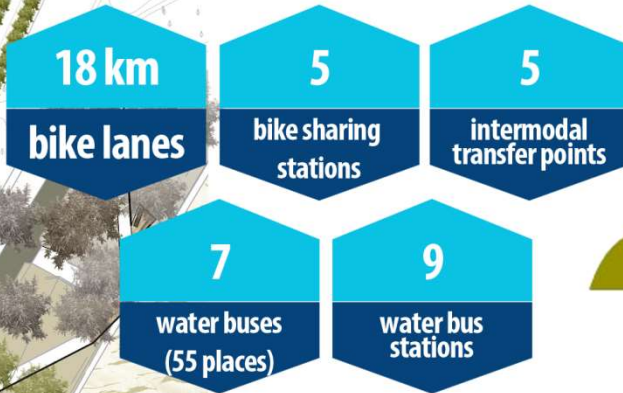 18 km
bike lanes
5
bike sharing
stations
5
intermodal
transfer points
7
water buses
(55 places)
9
water bus
stations